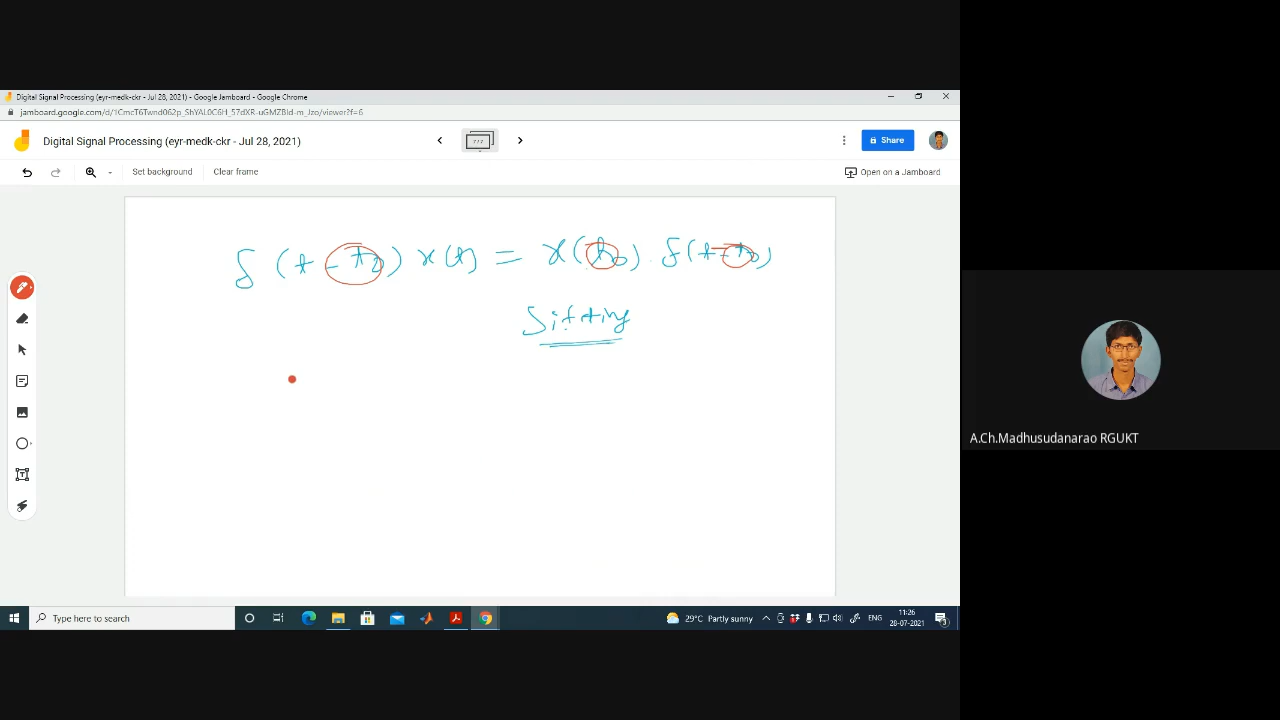 Digital Signal Processing (eyr-medk-ckr - Jul 28, 2021) - Google Jamboard - Google Chrome
Digital Signal Processing (eyr-medk-ckr - Jul 28, 2021)
Share
Set background
Clear frame
Open on a Jamboard
δ(t - t₀) x(t) = x(t₀) . δ(t - t₀)
Sifting
A.Ch.Madhusudanarao RGUKT
Type here to search
29°C Partly sunny
ENG
11:26
28-07-2021
3